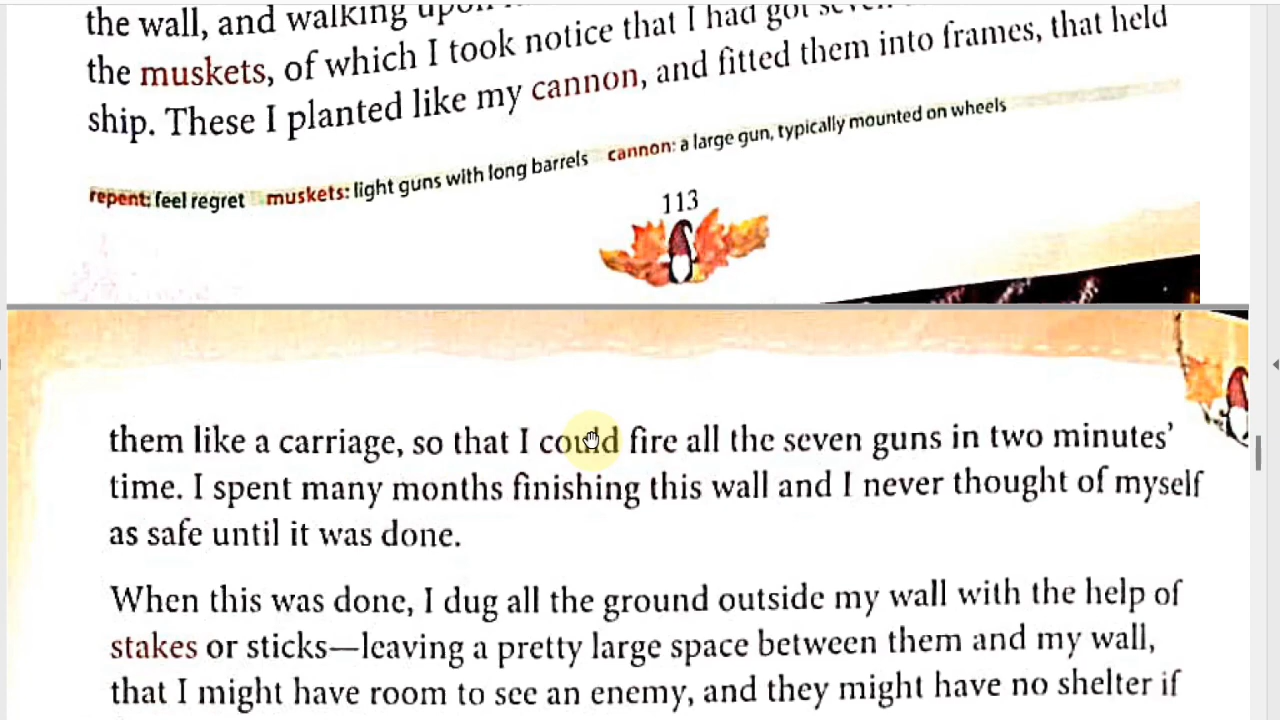 the wall, and walking upon
the muskets, of which I took notice that I had got seven
ship. These I planted like my cannon, and fitted them into frames, that held
repent: feel regret muskets: light guns with long barrels cannon: a large gun, typically mounted on wheels
113
them like a carriage, so that I could fire all the seven guns in two minutes’
time. I spent many months finishing this wall and I never thought of myself
as safe until it was done.
When this was done, I dug all the ground outside my wall with the help of
stakes or sticks—leaving a pretty large space between them and my wall,
that I might have room to see an enemy, and they might have no shelter if